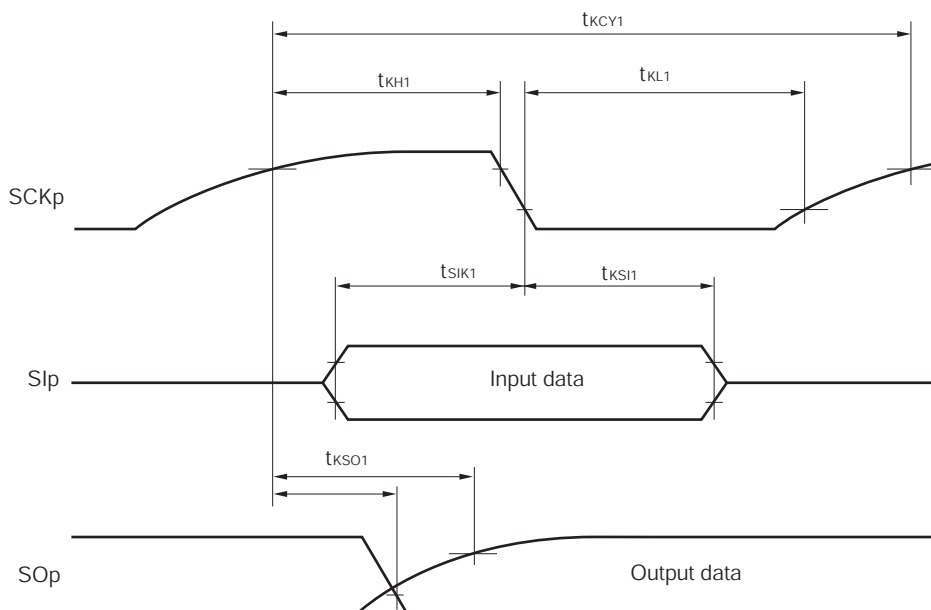 tKCY1
tKH1
tKL1
SCKp
tSIK1
tKSI1
SIp
Input data
tKSO1
SOp
Output data